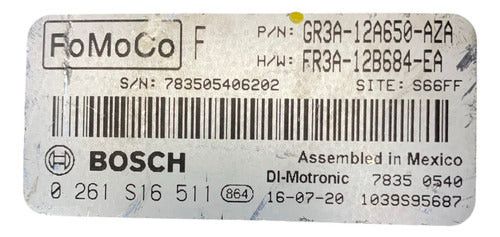 FoMoCo F P/N: GR3A-12A650-AZA
H/W: FR3A-12B684-EA
S/N: 783505406202 SITE: S66FF
BOSCH Assembled in Mexico
DI-Motronic 7835 0540
0 261 S16 511 864 16-07-20 1039S95687